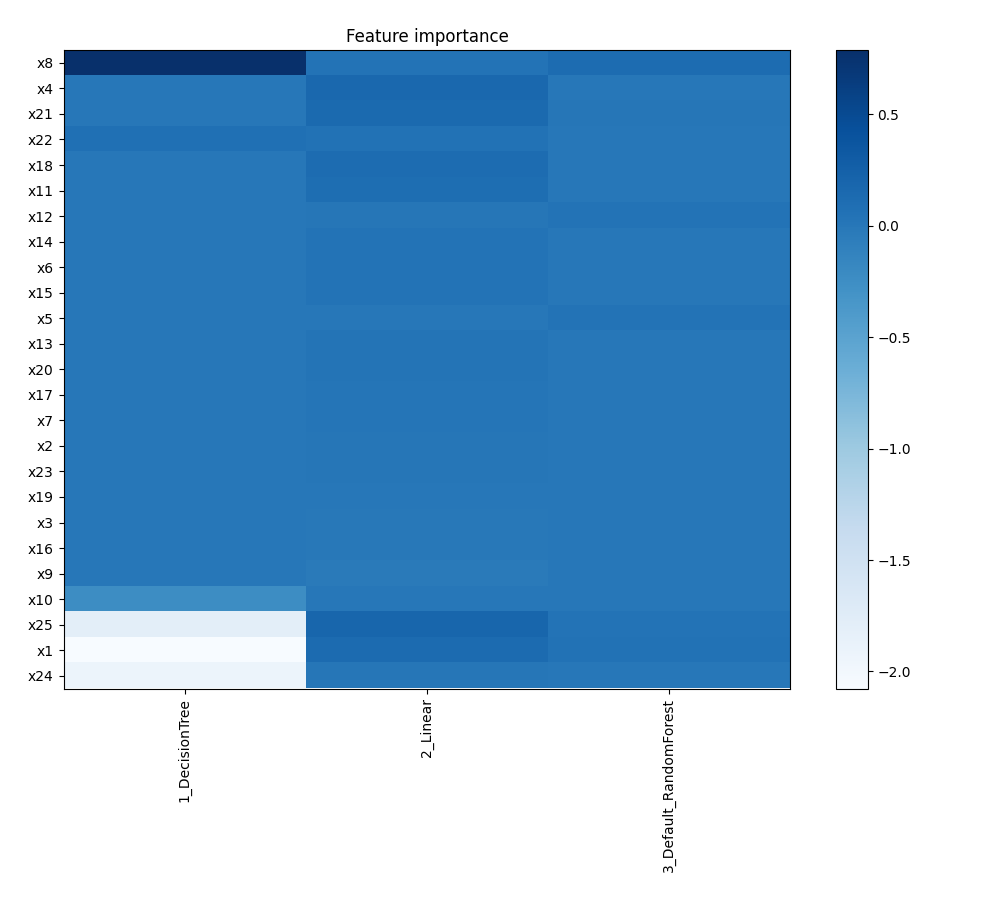 Feature importance
x8
x4
x21
x22
x18
x11
x12
x14
x6
x15
x5
x13
x20
x17
x7
x2
x23
x19
x3
x16
x9
x10
x25
x1
x24
1_DecisionTree
2_Linear
3_Default_RandomForest
0.5
0.0
−0.5
−1.0
−1.5
−2.0